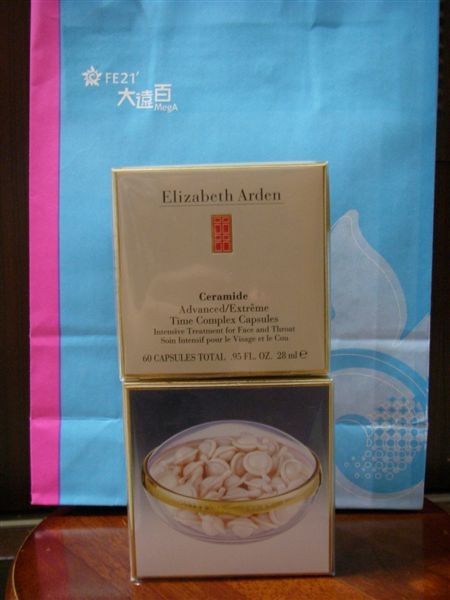 FE21'
大遠百
MegA
Elizabeth Arden
Ceramide
Advanced/Extrême
Time Complex Capsules
Intensive Treatment for Face and Throat
Soin Intensif pour le Visage et le Cou
60 CAPSULES TOTAL .95 FL. OZ. 28 ml e